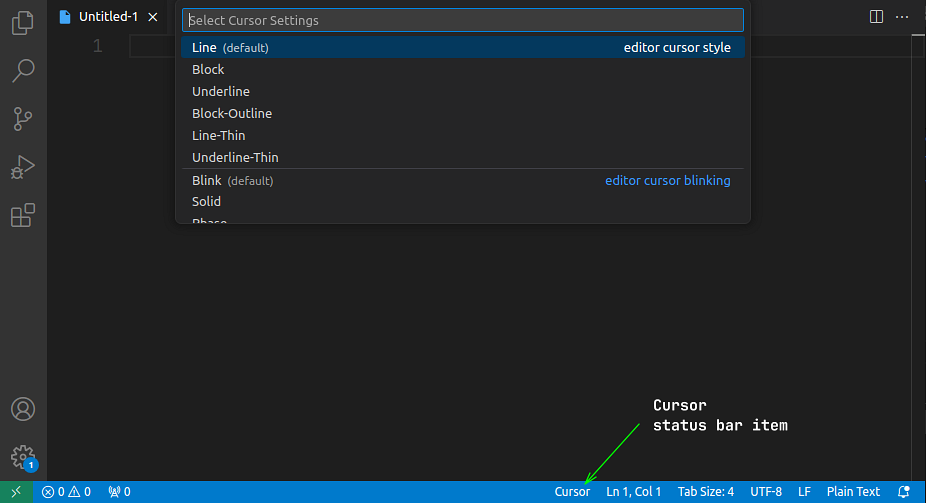 Untitled-1
Select Cursor Settings
1
Line (default) editor cursor style
Block
Underline
Block-Outline
Line-Thin
Underline-Thin
Blink (default) editor cursor blinking
Solid
Phase
Cursor
status bar item
1
0 0 0 Cursor Ln 1, Col 1 Tab Size: 4 UTF-8 LF Plain Text